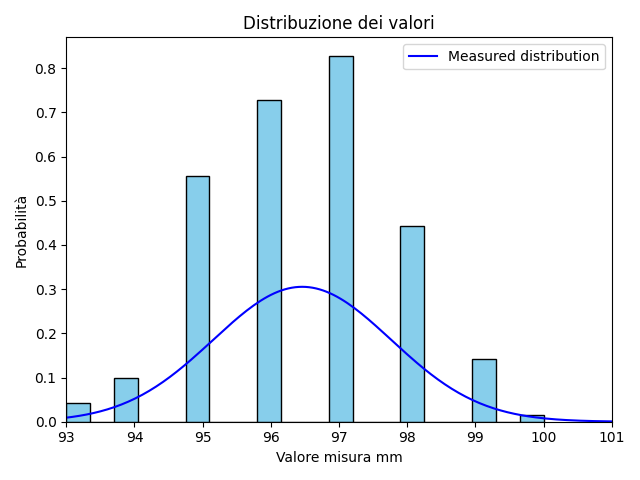 Distribuzione dei valori
Measured distribution
Probabilità
0.8
0.7
0.6
0.5
0.4
0.3
0.2
0.1
0.0
93 94 95 96 97 98 99 100 101
Valore misura mm